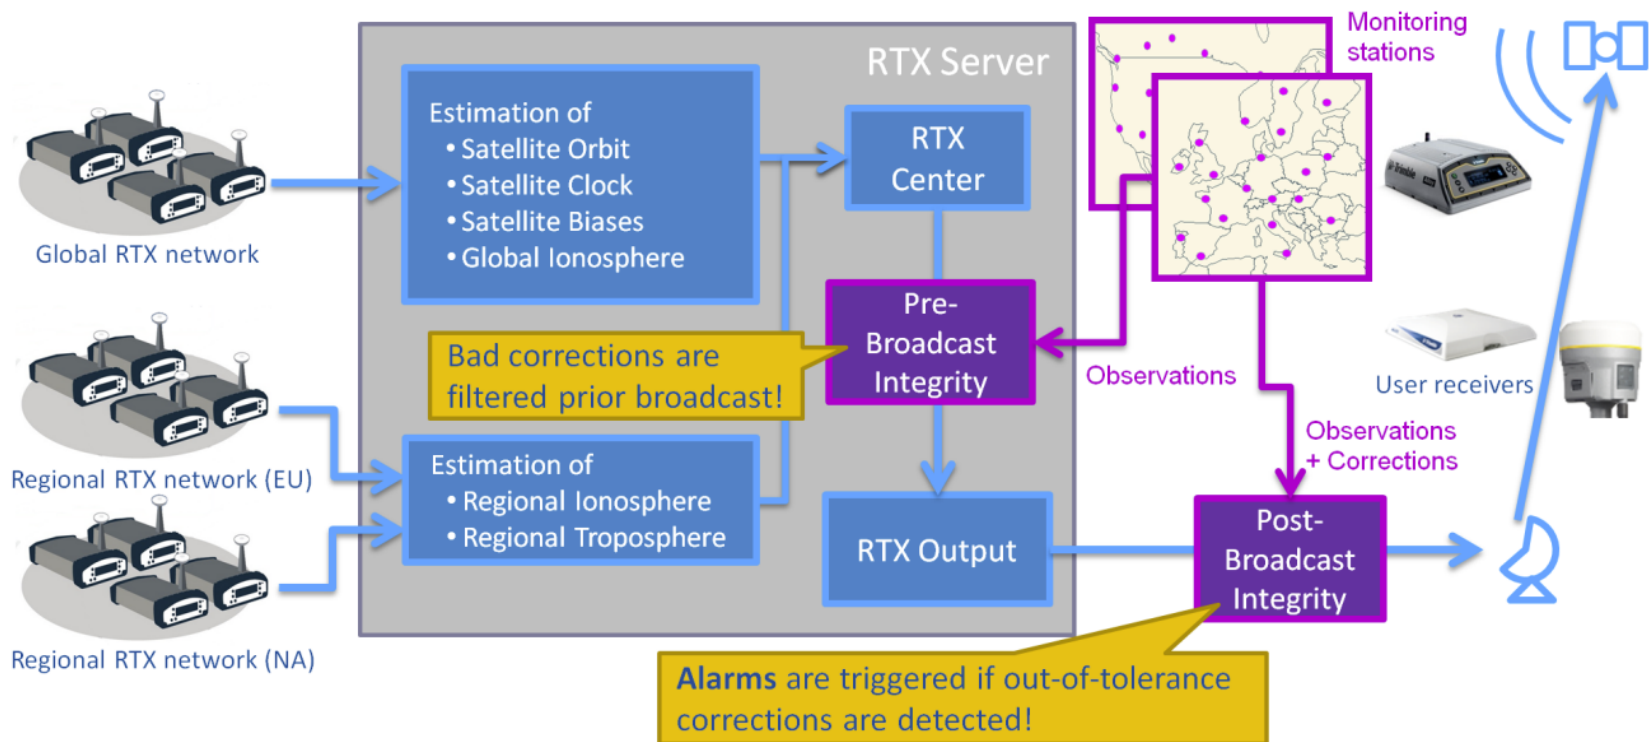 RTX Server
Monitoring
stations
Estimation of
• Satellite Orbit
• Satellite Clock
• Satellite Biases
• Global Ionosphere
RTX
Center
Trimble
Global RTX network
Pre-
Broadcast
Integrity
Bad corrections are
filtered prior broadcast!
Observations
User receivers
Observations
+ Corrections
Regional RTX network (EU)
Estimation of
• Regional Ionosphere
• Regional Troposphere
RTX Output
Post-
Broadcast
Integrity
Regional RTX network (NA)
Alarms are triggered if out-of-tolerance
corrections are detected!